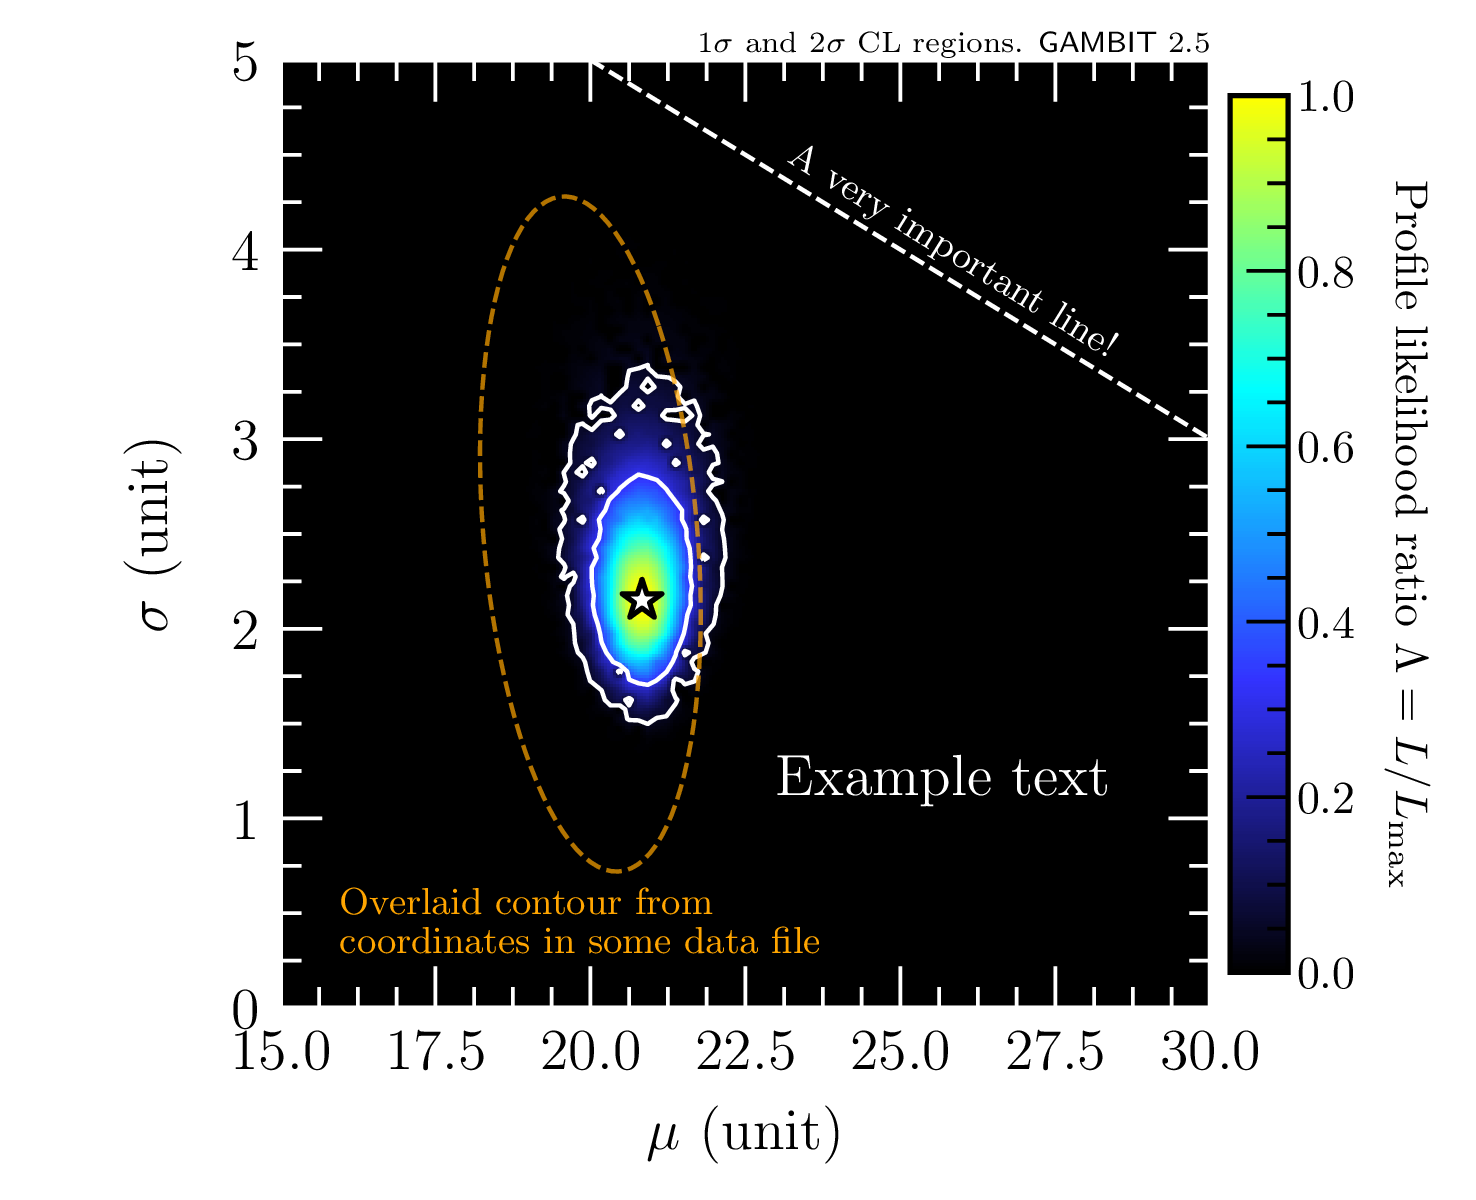 1σ and 2σ CL regions. GAMBIT 2.5
5
4
3
2
1
0
σ (unit)
15.0 17.5 20.0 22.5 25.0 27.5 30.0
μ (unit)
A very important line!
Example text
Overlaid contour from
coordinates in some data file
1.0
0.8
0.6
0.4
0.2
0.0
Profile likelihood ratio Λ = L/Lmax